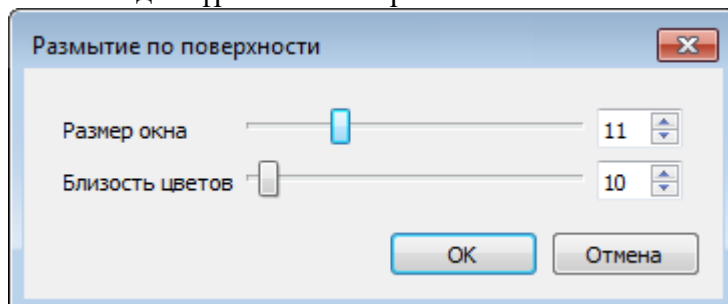 Размытие по поверхности
Размер окна 11
Близость цветов 10
OK Отмена